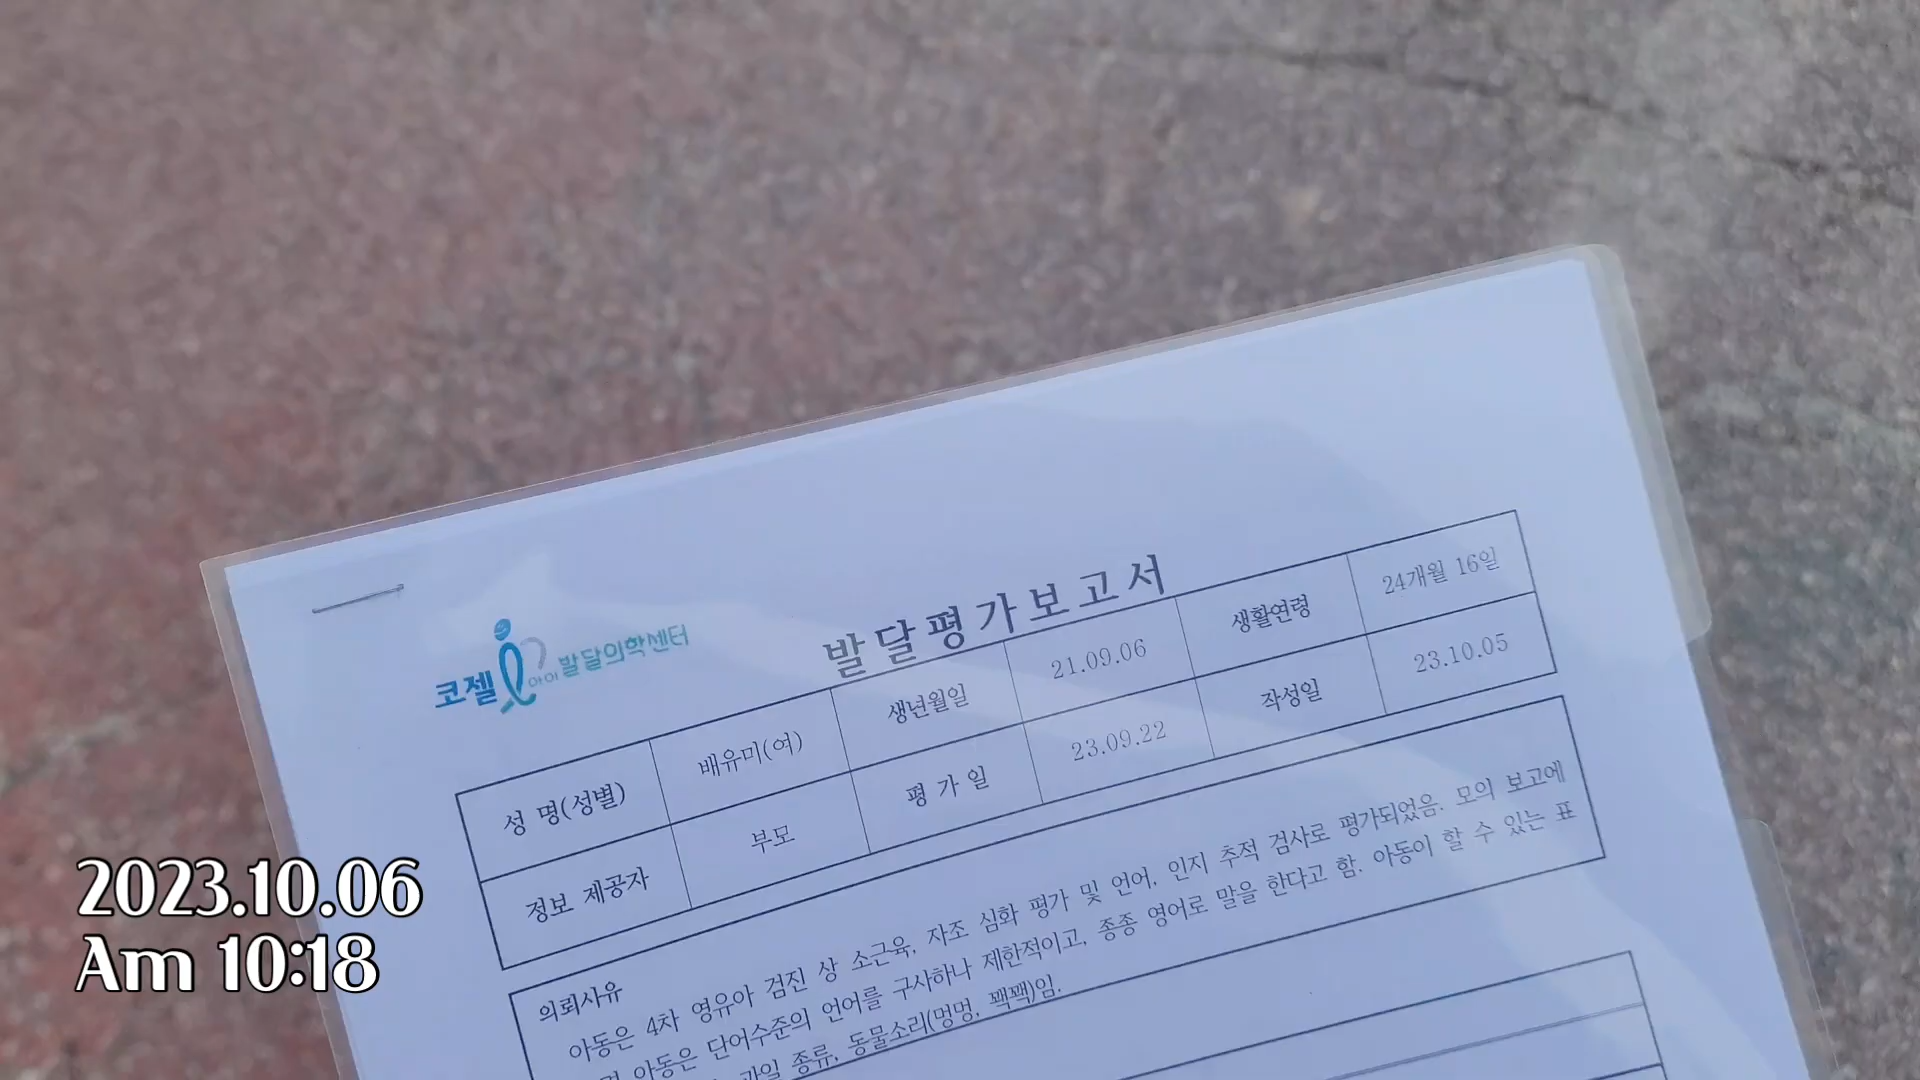 코젤 아이 발달의학센터
발달평가보고서
성 명(성별) 배유미(여) 생년월일 21.09.06 생활연령 24개월 16일
정보 제공자 부모 평 가 일 23.09.22 작성일 23.10.05
의뢰사유
아동은 4차 영유아 검진 상 소근육, 자조 심화 평가 및 언어, 인지 추적 검사로 평가되었음. 모의 보고에
아동은 단어수준의 언어를 구사하나 제한적이고, 종종 영어로 말을 한다고 함. 아동이 할 수 있는 표
과일 종류, 동물소리(멍멍, 꽥꽥)임.
2023.10.06
Am 10:18